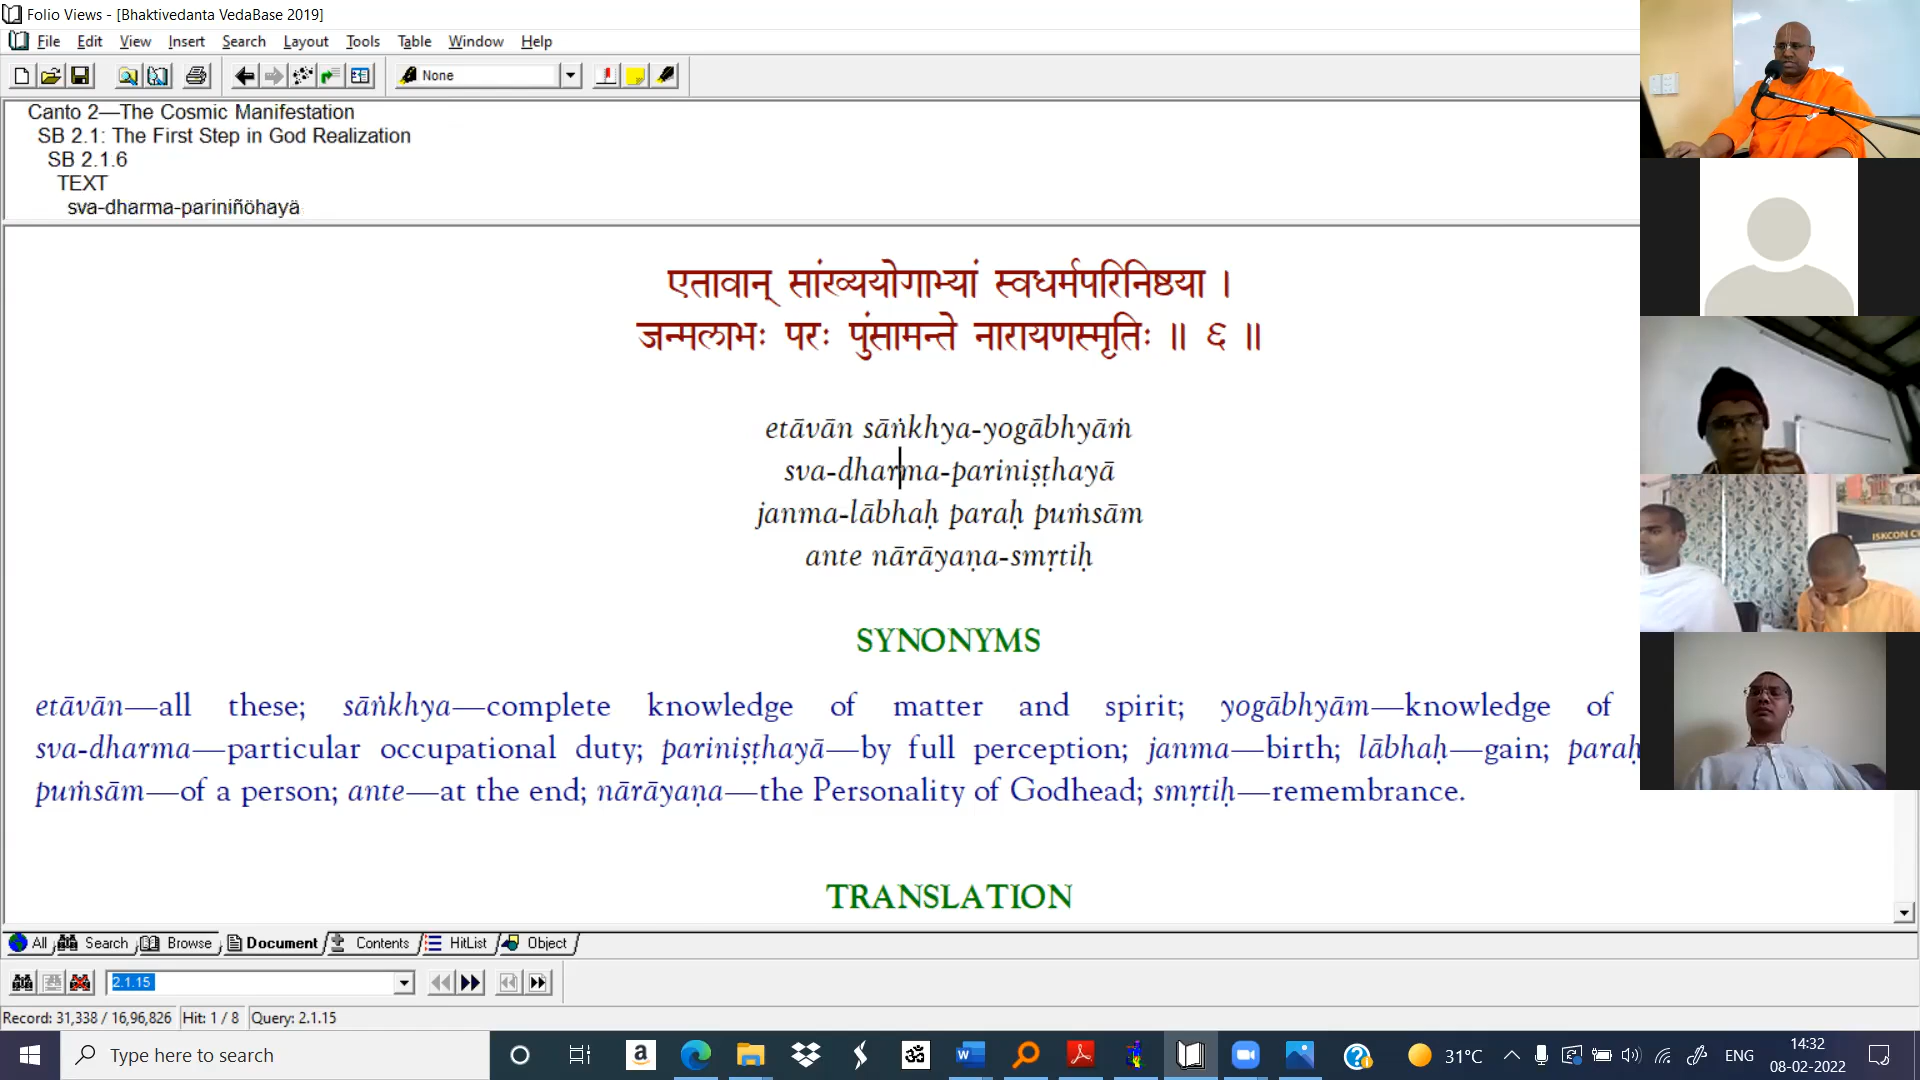 Folio Views - [Bhaktivedanta VedaBase 2019]
File Edit View Insert Search Layout Tools Table Window Help
None
Canto 2—The Cosmic Manifestation
SB 2.1: The First Step in God Realization
SB 2.1.6
TEXT
sva-dharma-pariniñöhayä
एतावान् सांख्ययोगाभ्यां स्वधर्मपरिनिष्ठया ।
जन्मलाभः परः पुंसामन्ते नारायणस्मृतिः ॥ ६ ॥
etāvān sāṅkhya-yogābhyāṁ
sva-dharma-pariniṣṭhayā
janma-lābhaḥ paraḥ puṁsām
ante nārāyaṇa-smṛtiḥ
SYNONYMS
etāvān—all these; sāṅkhya—complete knowledge of matter and spirit; yogābhyām—knowledge of
sva-dharma—particular occupational duty; pariniṣṭhayā—by full perception; janma—birth; lābhaḥ—gain; paraḥ
puṁsām—of a person; ante—at the end; nārāyaṇa—the Personality of Godhead; smṛtiḥ—remembrance.
TRANSLATION
ISKCON
All Search Browse Document Contents HitList Object
2.1.15
Record: 31,338 / 16,96,826 Hit: 1 / 8 Query: 2.1.15
Type here to search
31°C ENG 14:32
08-02-2022